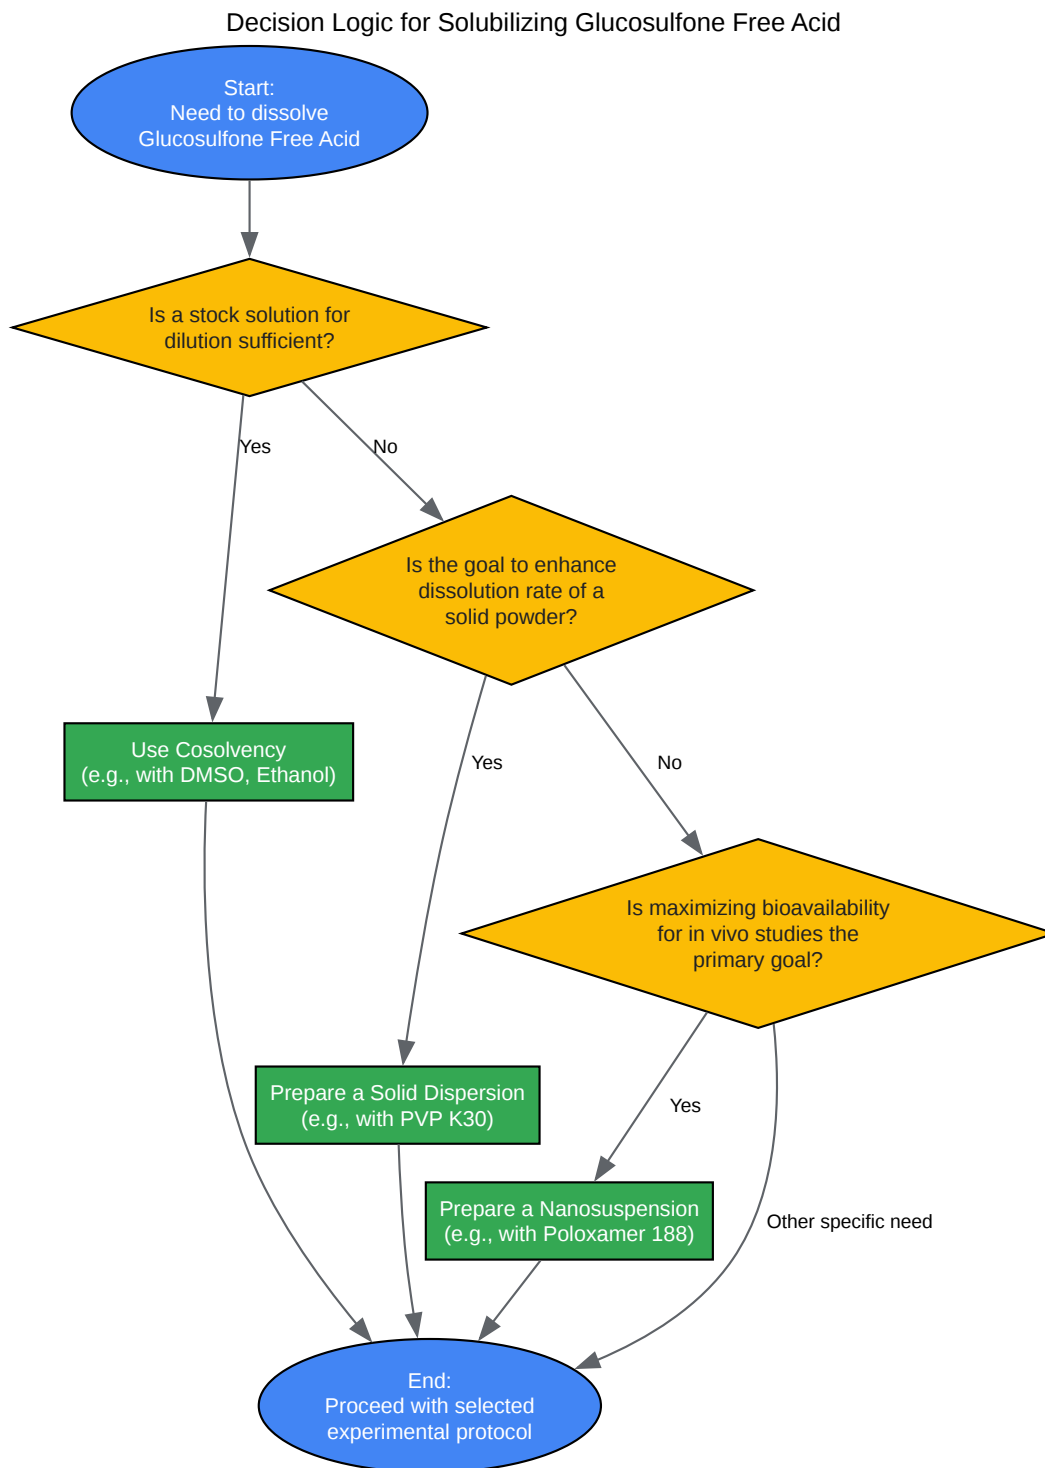 Decision Logic for Solubilizing Glucosulfone Free Acid
Start:
Need to dissolve
Glucosulfone Free Acid
Is a stock solution for
dilution sufficient?
Yes
No
Is the goal to enhance
dissolution rate of a
solid powder?
Use Cosolvency
(e.g., with DMSO, Ethanol)
Yes
No
Is maximizing bioavailability
for in vivo studies the
primary goal?
Prepare a Solid Dispersion
(e.g., with PVP K30)
Yes
Prepare a Nanosuspension
(e.g., with Poloxamer 188)
Other specific need
End:
Proceed with selected
experimental protocol